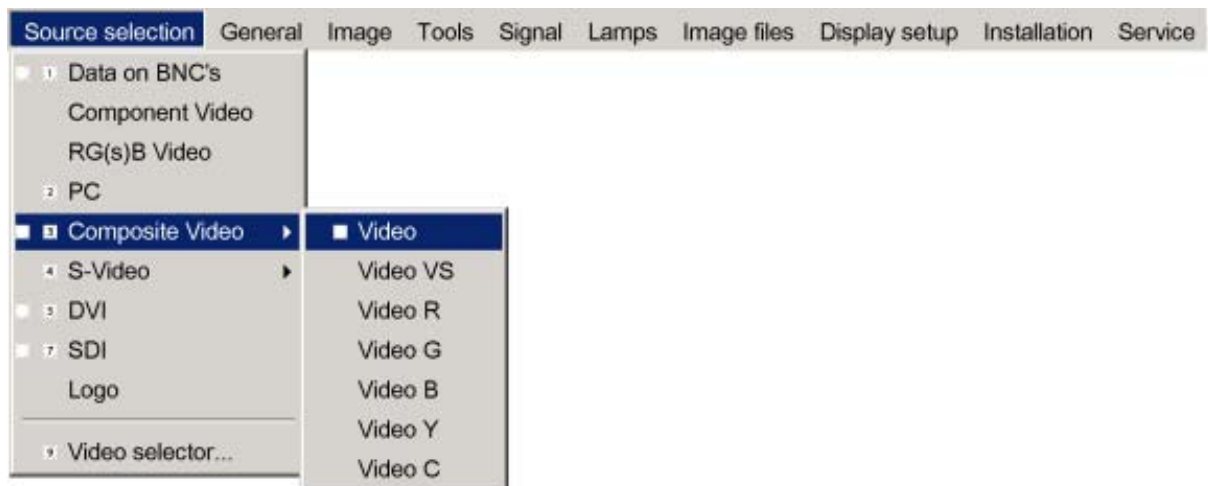 Source selection General Image Tools Signal Lamps Image files Display setup Installation Service
1 Data on BNC's
Component Video
RG(s)B Video
2 PC
3 Composite Video
4 S-Video
5 DVI
7 SDI
Logo
9 Video selector...
Video
Video VS
Video R
Video G
Video B
Video Y
Video C